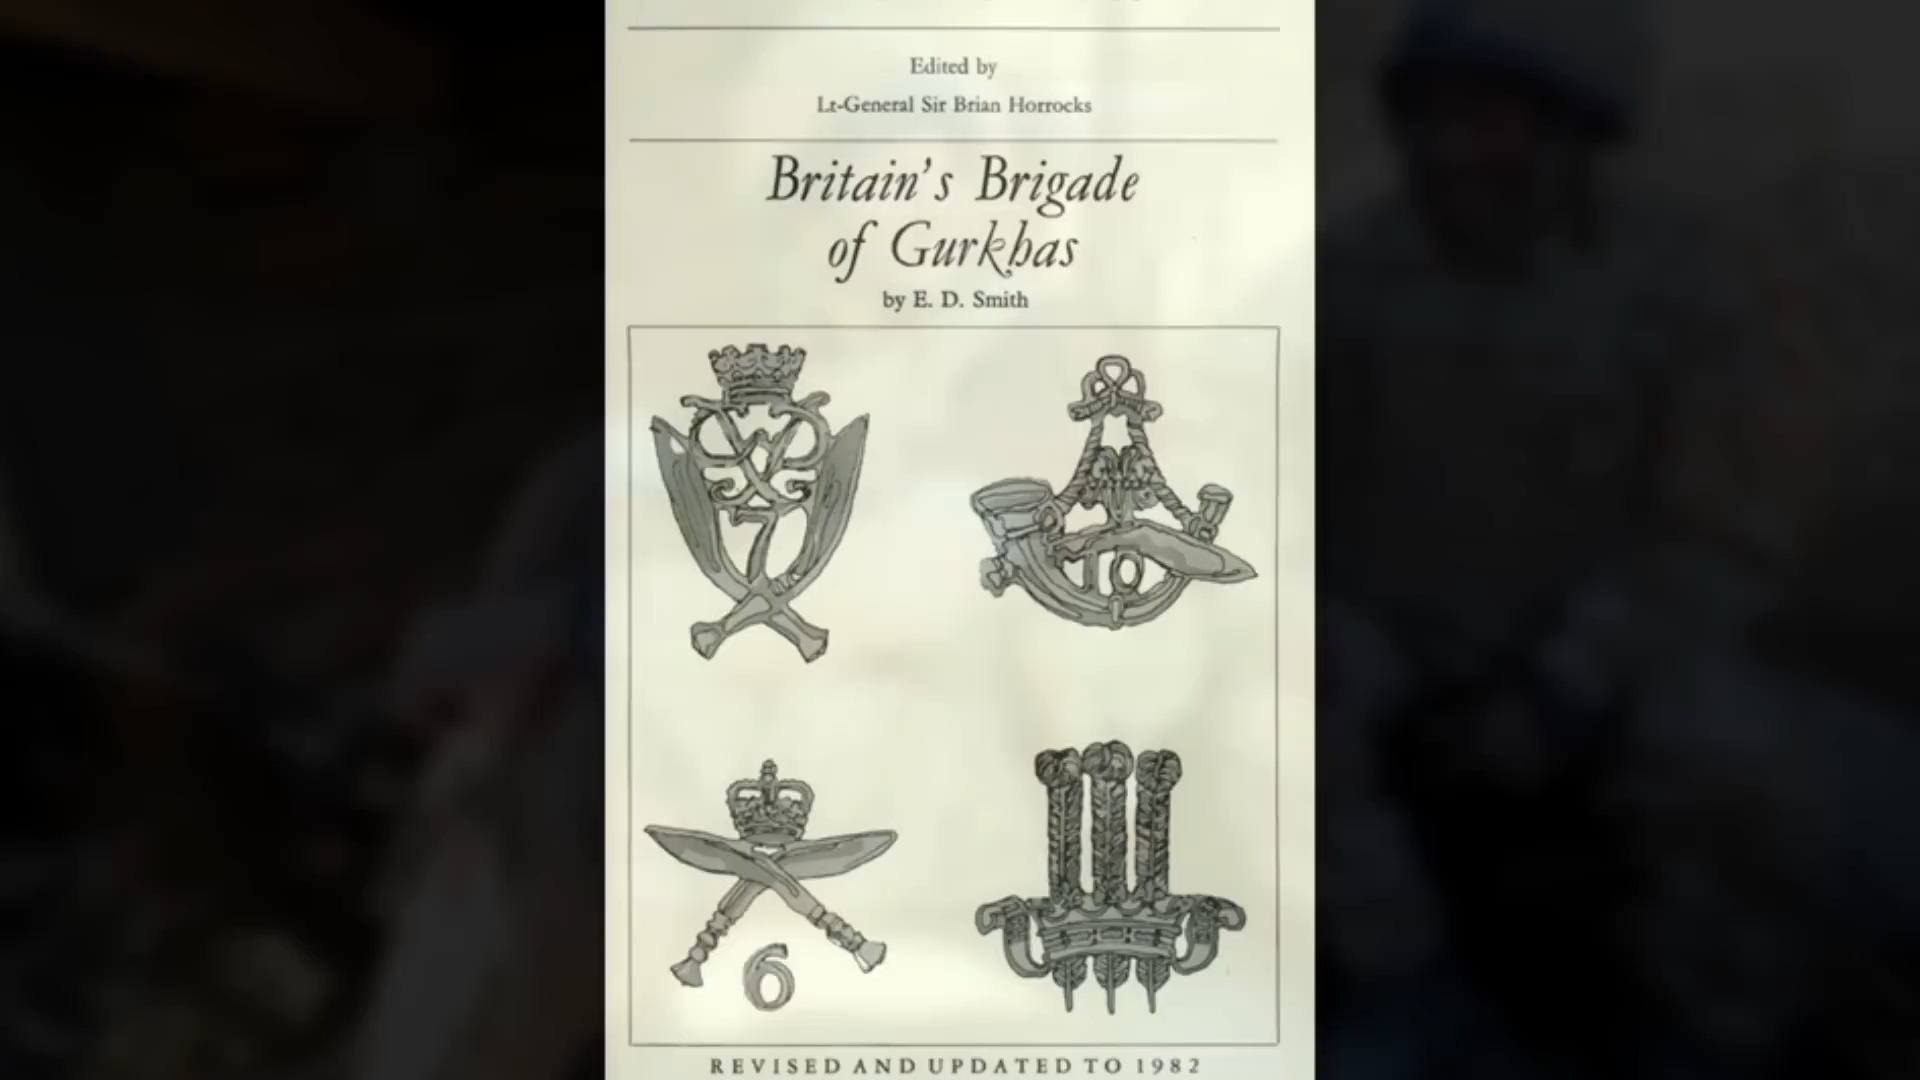 Edited by
Lt-General Sir Brian Horrocks
Britain's Brigade
of Gurkhas
by E. D. Smith
7
10
6
REVISED AND UPDATED TO 1982